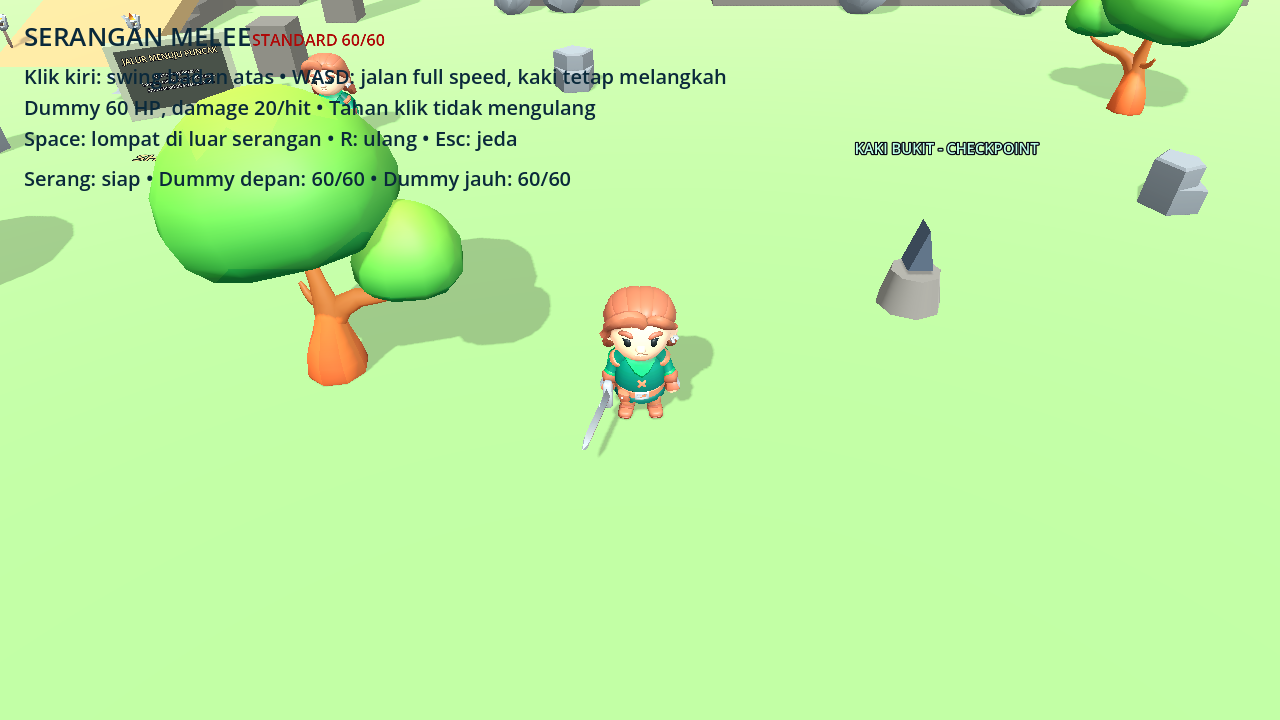 SERANGAN MELEE
STANDARD 60/60
JALUR MENUJU PUNCAK
Klik kiri: swing badan atas • WASD: jalan full speed, kaki tetap melangkah
Dummy 60 HP, damage 20/hit • Tahan klik tidak mengulang
Space: lompat di luar serangan • R: ulang • Esc: jeda
KAKI BUKIT - CHECKPOINT
Serang: siap • Dummy depan: 60/60 • Dummy jauh: 60/60